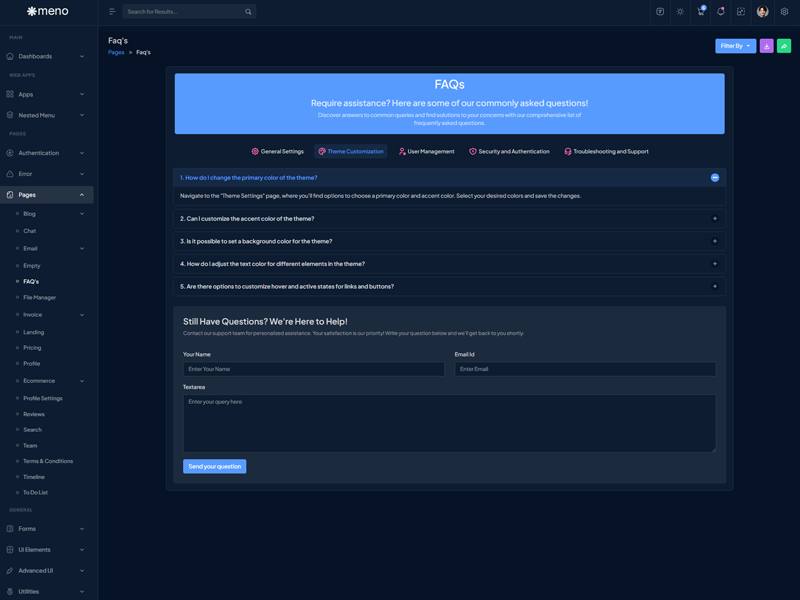 meno
Search for Results...
MAIN
Dashboards
WEB APPS
Apps
Nested Menu
PAGES
Authentication
Error
Pages
Blog
Chat
Email
Empty
FAQ's
File Manager
Invoice
Landing
Pricing
Profile
Ecommerce
Profile Settings
Reviews
Search
Team
Terms & Conditions
Timeline
To Do List
GENERAL
Forms
UI Elements
Advanced UI
Utilities
Faq's
Pages » Faq's
Filter By
FAQs
Require assistance? Here are some of our commonly asked questions!
Discover answers to common queries and find solutions to your concerns with our comprehensive list of
frequently asked questions.
General Settings
Theme Customization
User Management
Security and Authentication
Troubleshooting and Support
1. How do I change the primary color of the theme?
Navigate to the "Theme Settings" page, where you'll find options to choose a primary color and accent color. Select your desired colors and save the changes.
2. Can I customize the accent color of the theme?
3. Is it possible to set a background color for the theme?
4. How do I adjust the text color for different elements in the theme?
5. Are there options to customize hover and active states for links and buttons?
Still Have Questions? We're Here to Help!
Contact our support team for personalized assistance. Your satisfaction is our priority! Write your question below and we'll get back to you shortly.
Your Name
Email Id
Enter Your Name
Enter Email
Textarea
Enter your query here
Send your question